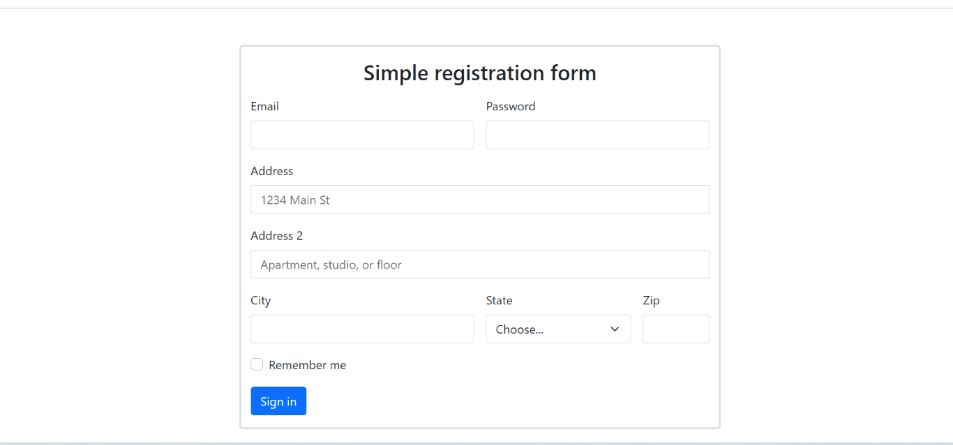 Simple registration form
Email Password
Address
1234 Main St
Address 2
Apartment, studio, or floor
City State Zip
Choose...
Remember me
Sign in